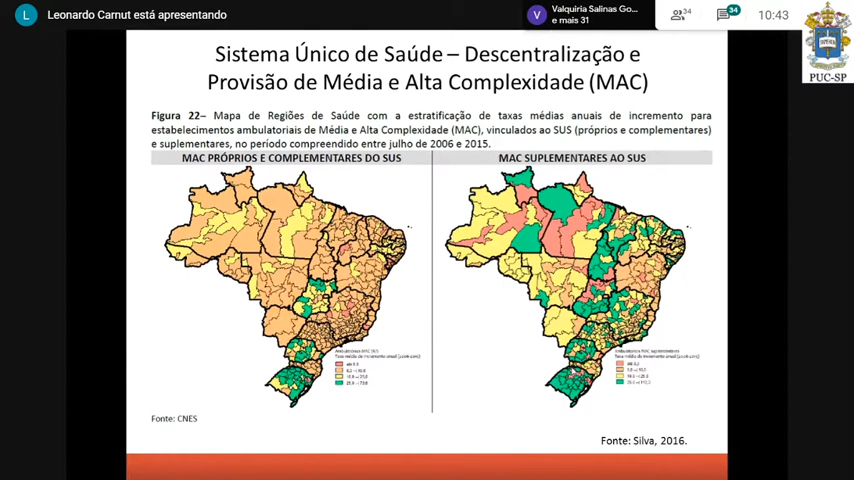 L Leonardo Carnut está apresentando
V Valquiria Salinas Go...
e mais 31
34
34
10:43
PUC-SP
Sistema Único de Saúde – Descentralização e
Provisão de Média e Alta Complexidade (MAC)
Figura 22– Mapa de Regiões de Saúde com a estratificação de taxas médias anuais de incremento para
estabelecimentos ambulatoriais de Média e Alta Complexidade (MAC), vinculados ao SUS (próprios e complementares)
e suplementares, no período compreendido entre julho de 2006 e 2015.
MAC PRÓPRIOS E COMPLEMENTARES DO SUS
MAC SUPLEMENTARES AO SUS
Fonte: CNES
Fonte: Silva, 2016.